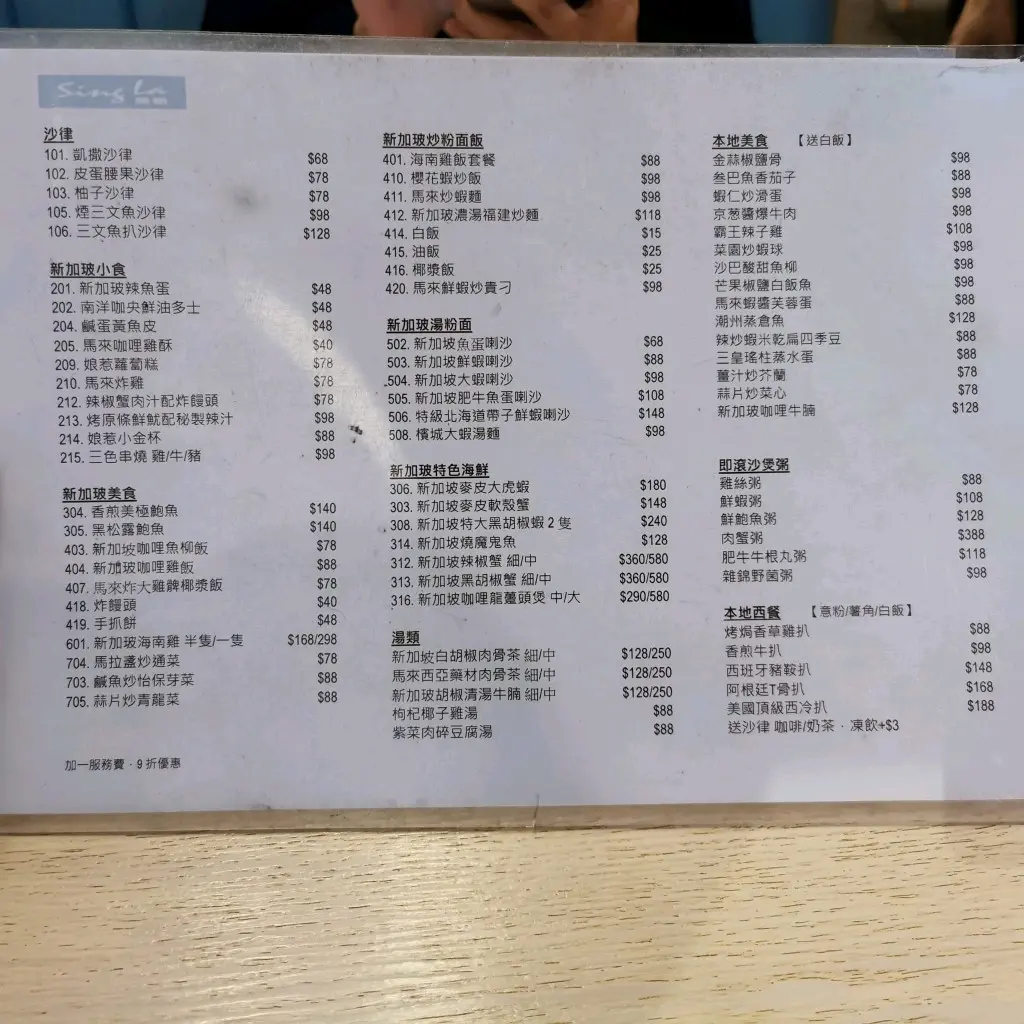 Sing La
沙律
101. 凱撒沙律 $68
102. 皮蛋腰果沙律 $78
103. 柚子沙律 $78
105. 煙三文魚沙律 $98
106. 三文魚扒沙律 $128
新加玻小食
201. 新加玻辣魚蛋 $48
202. 南洋咖央鮮油多士 $48
204. 鹹蛋黃魚皮 $48
205. 馬來咖哩雞酥 $40
209. 娘惹蘿蔔糕 $78
210. 馬來炸雞 $78
212. 辣椒蟹肉汁配炸饅頭 $78
213. 烤原條鮮魷配秘製辣汁 $98
214. 娘惹小金杯 $88
215. 三色串燒 雞/牛/豬 $98
新加玻美食
304. 香煎美極鮑魚 $140
305. 黑松露鮑魚 $140
403. 新加坡咖哩魚柳飯 $78
404. 新加玻咖哩雞飯 $88
407. 馬來炸大雞髀椰漿飯 $78
418. 炸饅頭 $40
419. 手抓餅 $48
601. 新加玻海南雞 半隻/一隻 $168/298
704. 馬拉盞炒通菜 $78
703. 鹹魚炒怡保芽菜 $88
705. 蒜片炒青龍菜 $88
加一服務費 · 9 折優惠
新加玻炒粉面飯
401. 海南雞飯套餐 $88
410. 櫻花蝦炒飯 $98
411. 馬來炒蝦麵 $98
412. 新加玻濃湯福建炒麵 $118
414. 白飯 $15
415. 油飯 $25
416. 椰漿飯 $25
420. 馬來鮮蝦炒貴刁 $98
新加玻湯粉面
502. 新加坡魚蛋喇沙 $68
503. 新加坡鮮蝦喇沙 $88
504. 新加坡大蝦喇沙 $98
505. 新加坡肥牛魚蛋喇沙 $108
506. 特級北海道帶子鮮蝦喇沙 $148
508. 檳城大蝦湯麵 $98
新加玻特色海鮮
306. 新加坡麥皮大虎蝦 $180
303. 新加坡麥皮軟殼蟹 $148
308. 新加坡特大黑胡椒蝦 2 隻 $240
314. 新加坡燒魔鬼魚 $128
312. 新加坡辣椒蟹 細/中 $360/580
313. 新加坡黑胡椒蟹 細/中 $360/580
316. 新加坡咖哩龍躉頭煲 中/大 $290/580
湯類
新加坡白胡椒肉骨茶 細/中 $128/250
馬來西亞藥材肉骨茶 細/中 $128/250
新加玻胡椒清湯牛腩 細/中 $128/250
枸杞椰子雞湯 $88
紫菜肉碎豆腐湯 $88
本地美食 【送白飯】
金蒜椒鹽骨 $98
叁巴魚香茄子 $88
蝦仁炒滑蛋 $98
京葱醬爆牛肉 $98
霸王辣子雞 $108
菜園炒蝦球 $98
沙巴酸甜魚柳 $98
芒果椒鹽白飯魚 $98
馬來蝦醬芙蓉蛋 $88
潮州蒸倉魚 $128
辣炒蝦米乾扁四季豆 $88
三皇瑤柱蒸水蛋 $88
薑汁炒芥蘭 $78
蒜片炒菜心 $78
新加玻咖哩牛腩 $128
即滾沙煲粥
雞絲粥 $88
鮮蝦粥 $108
鮮鮑魚粥 $128
肉蟹粥 $388
肥牛牛根丸粥 $118
雜錦野菌粥 $98
本地西餐 【意粉/薯角/白飯】
烤焗香草雞扒 $88
香煎牛扒 $98
西班牙豬鞍扒 $148
阿根廷T骨扒 $168
美國頂級西冷扒 $188
送沙律 咖啡/奶茶 · 凍飲+$3